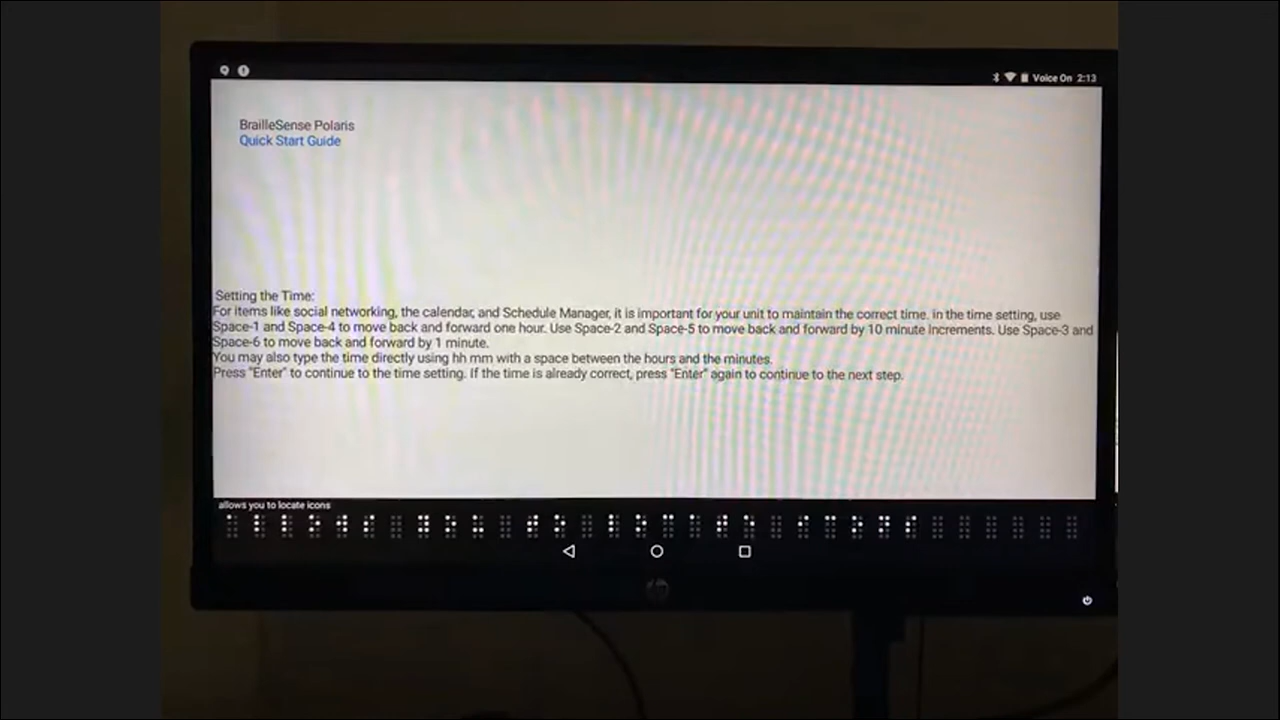 Voice On 2:13
BrailleSense Polaris
Quick Start Guide
Setting the Time:
For items like social networking, the calendar, and Schedule Manager, it is important for your unit to maintain the correct time. in the time setting, use
Space-1 and Space-4 to move back and forward one hour. Use Space-2 and Space-5 to move back and forward by 10 minute increments. Use Space-3 and
Space-6 to move back and forward by 1 minute.
You may also type the time directly using hh mm with a space between the hours and the minutes.
Press "Enter" to continue to the time setting. If the time is already correct, press "Enter" again to continue to the next step.
allows you to locate icons
hp